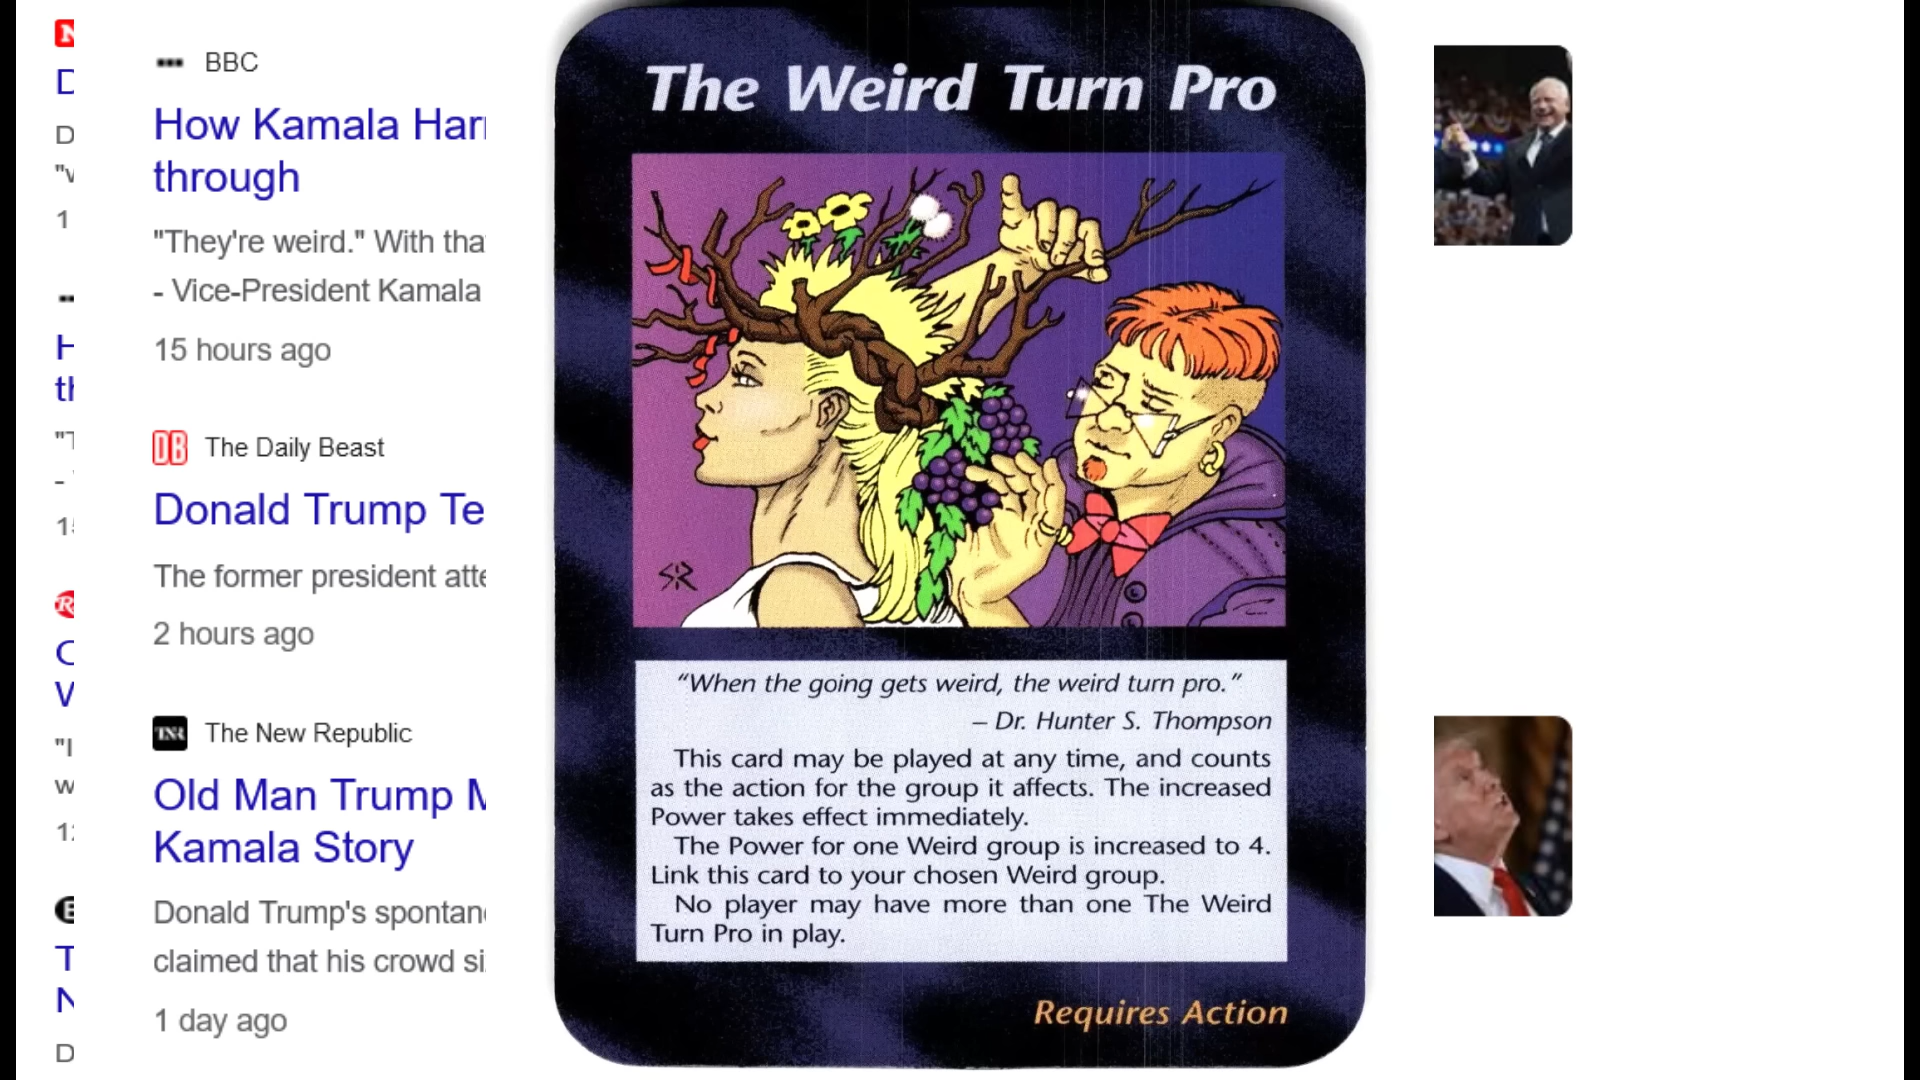 BBC
How Kamala Har
through
"They're weird." With tha
- Vice-President Kamala
15 hours ago
DB The Daily Beast
Donald Trump Te
The former president atte
2 hours ago
TNR The New Republic
Old Man Trump M
Kamala Story
Donald Trump's spontan
claimed that his crowd si
1 day ago
The Weird Turn Pro
SR
"When the going gets weird, the weird turn pro."
– Dr. Hunter S. Thompson
This card may be played at any time, and counts
as the action for the group it affects. The increased
Power takes effect immediately.
The Power for one Weird group is increased to 4.
Link this card to your chosen Weird group.
No player may have more than one The Weird
Turn Pro in play.
Requires Action